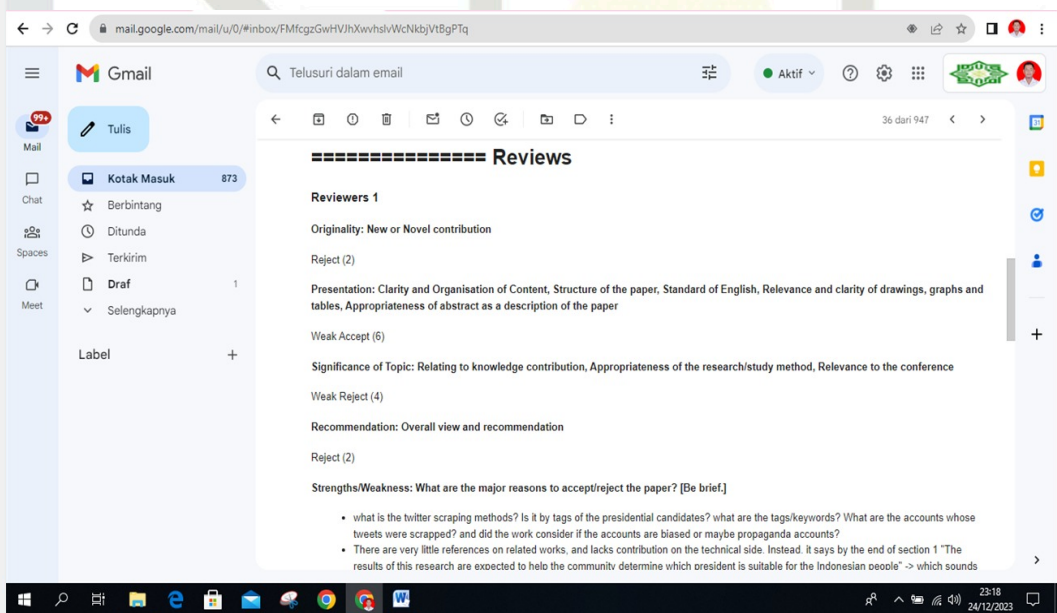 mail.google.com/mail/u/0/#inbox/FMfcgzGwHVJhXwvhslvWcNkbjVtBgPTq
Gmail
Telusuri dalam email
Aktif
99+
Mail
Chat
Spaces
Meet
Tulis
Kotak Masuk 873
Berbintang
Ditunda
Terkirim
Draf 1
Selengkapnya
Label
36 dari 947
=============== Reviews
Reviewers 1
Originality: New or Novel contribution
Reject (2)
Presentation: Clarity and Organisation of Content, Structure of the paper, Standard of English, Relevance and clarity of drawings, graphs and
tables, Appropriateness of abstract as a description of the paper
Weak Accept (6)
Significance of Topic: Relating to knowledge contribution, Appropriateness of the research/study method, Relevance to the conference
Weak Reject (4)
Recommendation: Overall view and recommendation
Reject (2)
Strengths/Weakness: What are the major reasons to accept/reject the paper? [Be brief.]
• what is the twitter scraping methods? Is it by tags of the presidential candidates? what are the tags/keywords? What are the accounts whose
tweets were scrapped? and did the work consider if the accounts are biased or maybe propaganda accounts?
• There are very little references on related works, and lacks contribution on the technical side. Instead. it says by the end of section 1 "The
results of this research are expected to help the community determine which president is suitable for the Indonesian people" -> which sounds
23:18
24/12/2023